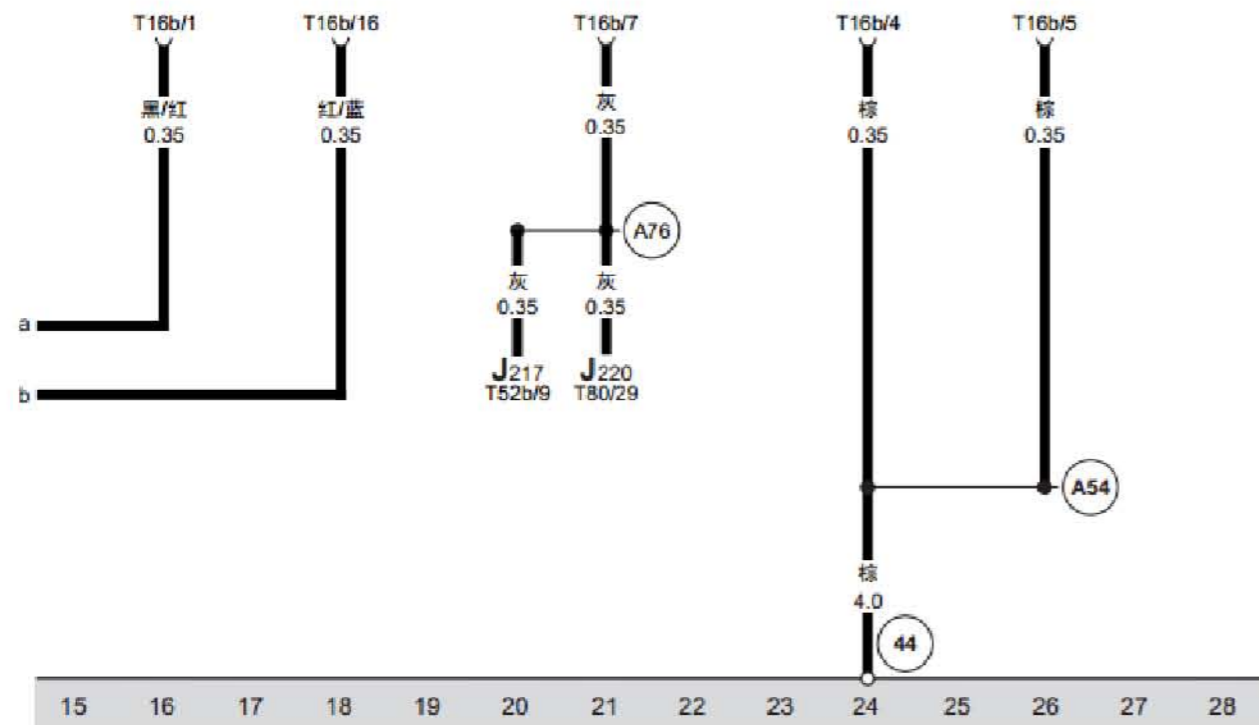 T16b/1 T16b/16 T16b/7 T16b/4 T16b/5
黑/红 红/蓝 灰 棕 棕
0.35 0.35 0.35 0.35 0.35
A76
灰 灰
0.35 0.35
a
J217 J220
b T52b/9 T80/29
A54
棕
4.0
44
15 16 17 18 19 20 21 22 23 24 25 26 27 28